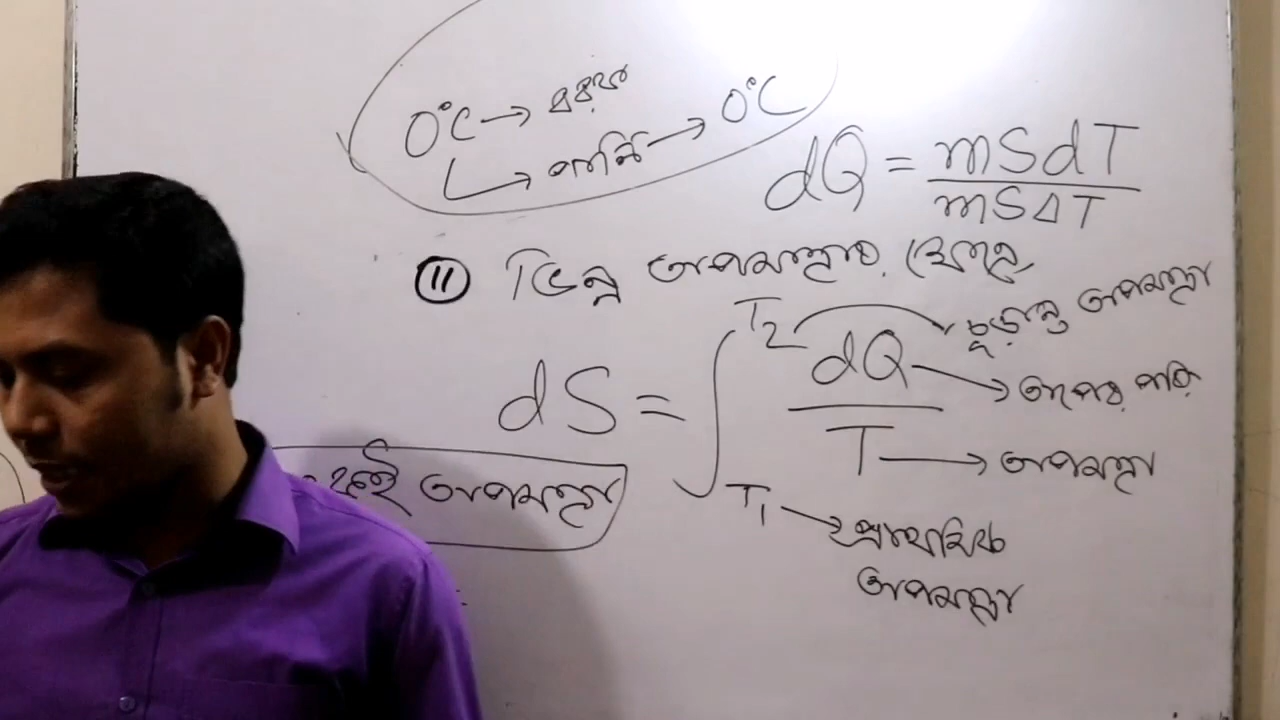 0°C → বরফ
↳ পানি → 0°C
dQ = mSdT / mSΔT
(11) ভিন্ন তাপমাত্রার ক্ষেত্রে,
dS = ∫ dQ / T
T₂ → চূড়ান্ত তাপমাত্রা
dQ → তাপের পরি
T → তাপমাত্রা
T₁ → প্রাথমিক
তাপমাত্রা
একই তাপমাত্রা